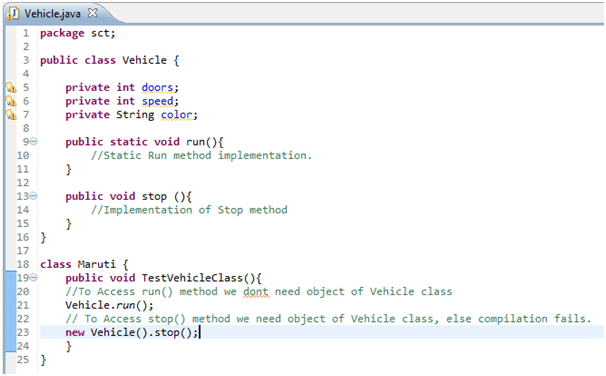 Vehicle.java
1 package sct;
2
3 public class Vehicle {
4
5 private int doors;
6 private int speed;
7 private String color;
8
9 public static void run(){
10 //Static Run method implementation.
11 }
12
13 public void stop (){
14 //Implementation of Stop method
15 }
16 }
17
18 class Maruti {
19 public void TestVehicleClass(){
20 //To Access run() method we dont need object of Vehicle class
21 Vehicle.run();
22 // To Access stop() method we need object of Vehicle class, else compilation fails.
23 new Vehicle().stop();
24 }
25 }